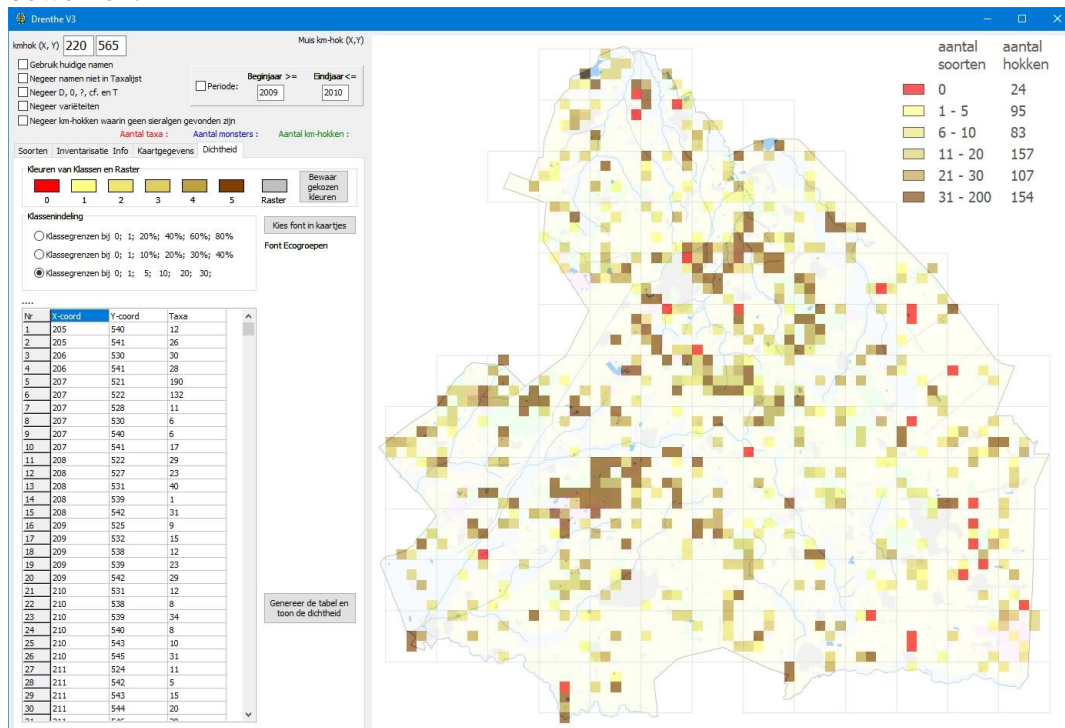 Drenthe V3
kmhok (X, Y) 220 565
Muis km-hok (X,Y)
Gebruik huidige namen
Negeer namen niet in Taxalijst
Negeer D, 0, ?, cf. en T
Negeer variëteiten
Negeer km-hokken waarin geen sieralgen gevonden zijn
Periode:
Beginjaar >= Eindjaar<=
2009 2010
Aantal taxa : Aantal monsters : Aantal km-hokken :
Soorten Inventarisatie Info Kaartgegevens Dichtheid
Kleuren van Klassen en Raster
0 1 2 3 4 5 Raster
Bewaar
gekozen
kleuren
Klassenindeling
Klassegrenzen bij 0; 1; 20%; 40%; 60%; 80%
Klassegrenzen bij 0; 1; 10%; 20%; 30%; 40%
Klassegrenzen bij 0; 1; 5; 10; 20; 30;
Kies font in kaartjes
Font Ecogroepen
....
Nr X-coord Y-coord Taxa
1 205 540 12
2 205 541 26
3 206 530 30
4 206 541 28
5 207 521 190
6 207 522 132
7 207 528 11
8 207 530 6
9 207 540 6
10 207 541 17
11 208 522 29
12 208 527 23
13 208 531 40
14 208 539 1
15 208 542 31
16 209 525 9
17 209 532 15
18 209 538 12
19 209 539 23
20 209 542 29
21 210 531 12
22 210 538 8
23 210 539 34
24 210 540 8
25 210 543 10
26 210 545 31
27 211 524 11
28 211 542 5
29 211 543 15
30 211 544 20
Genereer de tabel en
toon de dichtheid
aantal aantal
soorten hokken
0 24
1 - 5 95
6 - 10 83
11 - 20 157
21 - 30 107
31 - 200 154